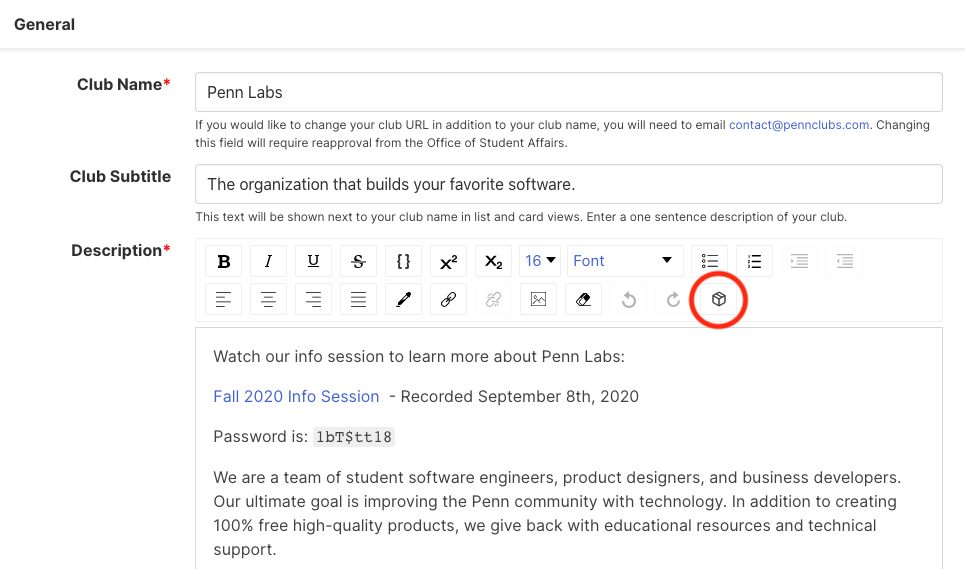 General
Club Name*
Penn Labs
If you would like to change your club URL in addition to your club name, you will need to email contact@pennclubs.com. Changing
this field will require reapproval from the Office of Student Affairs.
Club Subtitle
The organization that builds your favorite software.
This text will be shown next to your club name in list and card views. Enter a one sentence description of your club.
Description*
B I U S {} x² X₂ 16 Font
Watch our info session to learn more about Penn Labs:
Fall 2020 Info Session - Recorded September 8th, 2020
Password is: 1bT$tt18
We are a team of student software engineers, product designers, and business developers.
Our ultimate goal is improving the Penn community with technology. In addition to creating
100% free high-quality products, we give back with educational resources and technical
support.